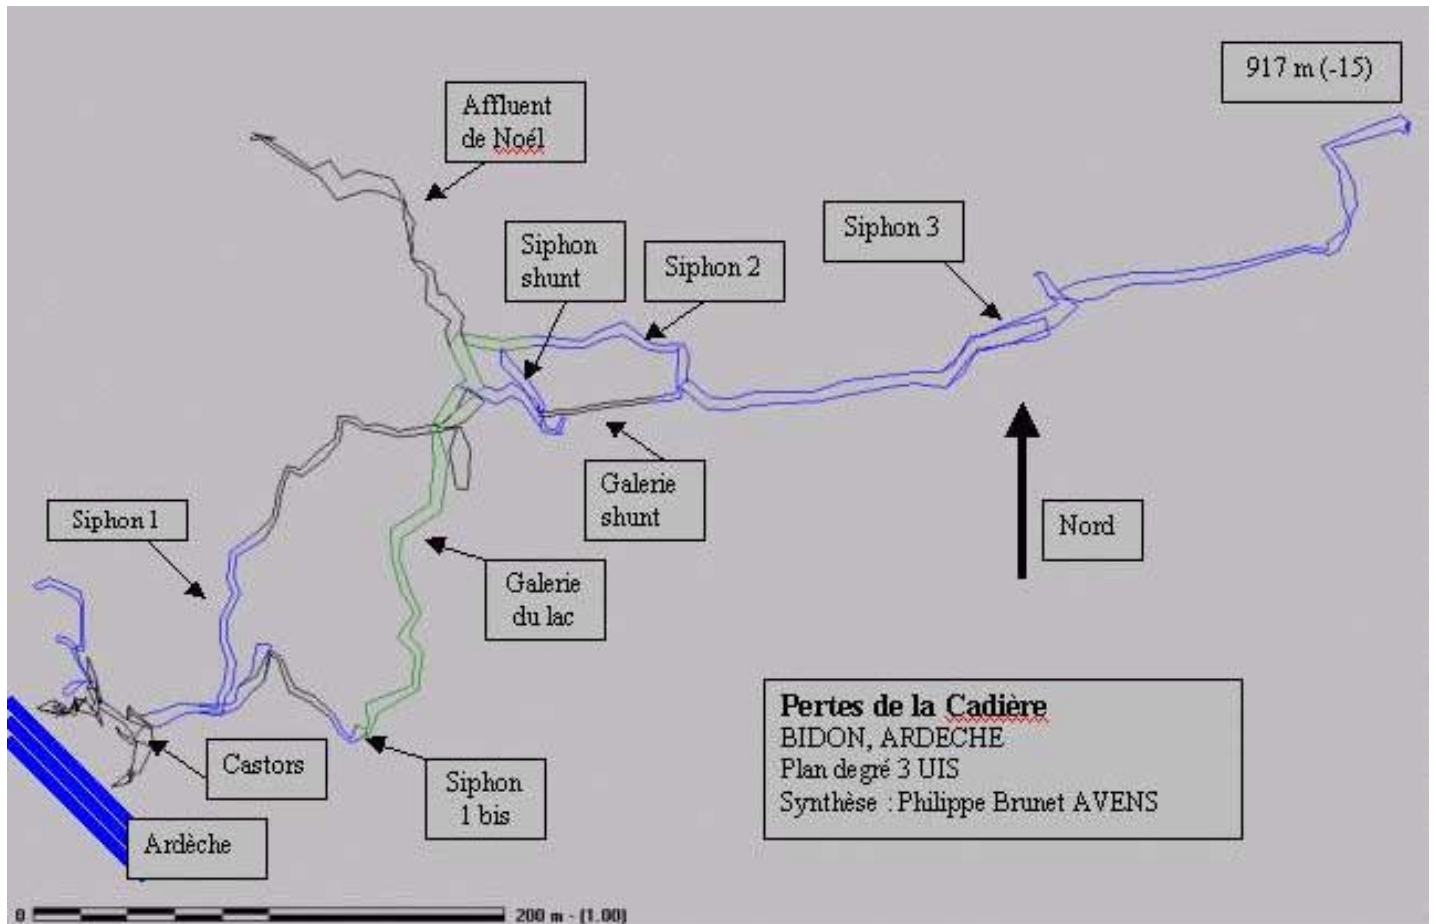 917 m (-15)
Affluent
de Noél
Siphon
shunt
Siphon 2
Siphon 3
Siphon 1
Galerie
shunt
Nord
Galerie
du lac
Castors
Siphon
1 bis
Ardèche
Pertes de la Cadière
BIDON, ARDECHE
Plan degré 3 UIS
Synthèse : Philippe Brunet AVENS
0 200 m - (1.00)